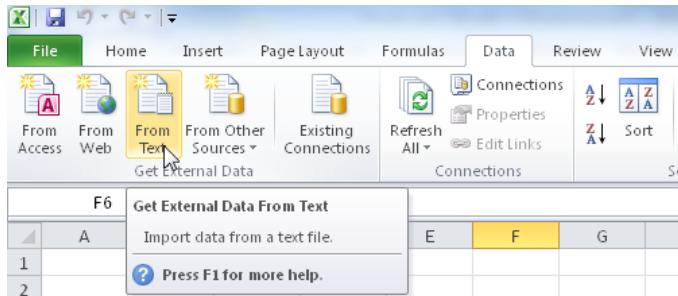 File Home Insert Page Layout Formulas Data Review View
From Access
From Web
From Text
From Other Sources
Existing Connections
Refresh All
Connections
Properties
Edit Links
A Z
Z A
A Z
Z A
Sort
Get External Data
Connections
F6
Get External Data From Text
Import data from a text file.
Press F1 for more help.
A E F G
1
2